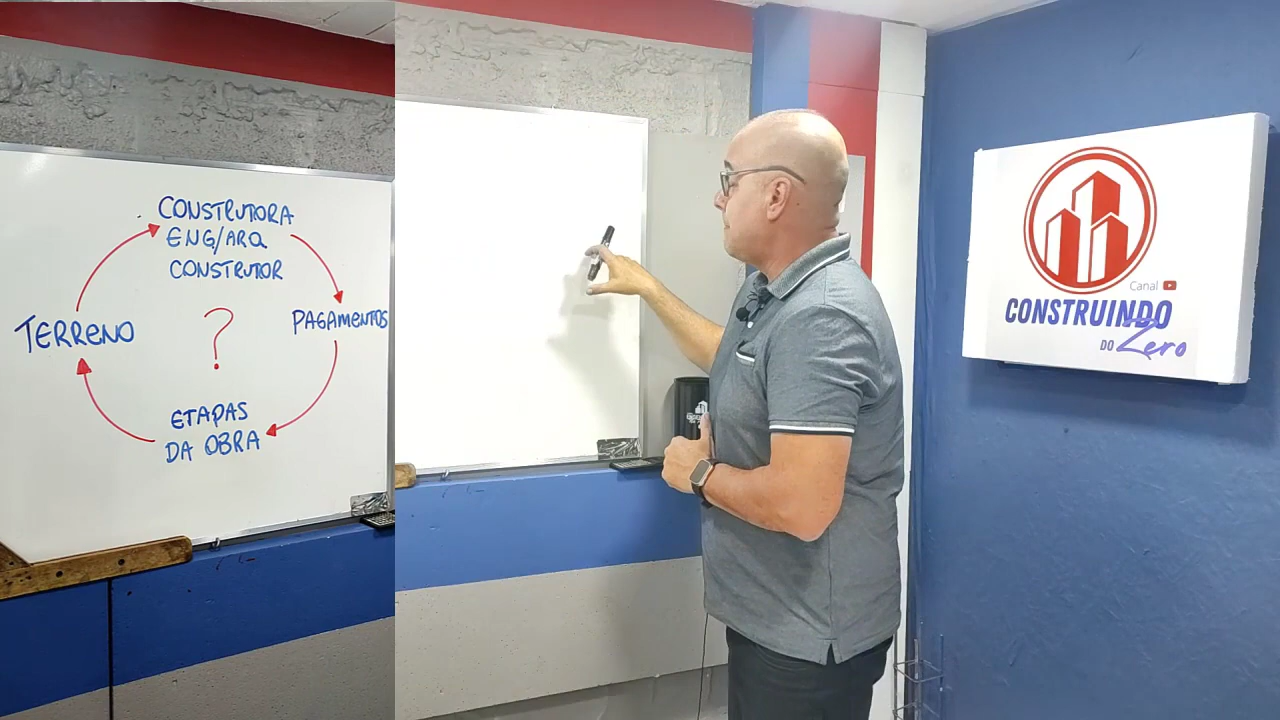 CONSTRUTORA
ENG/ARQ
CONSTRUTOR
TERRENO
?
PAGAMENTOS
ETAPAS
DA OBRA
Canal
CONSTRUINDO
DO Zero